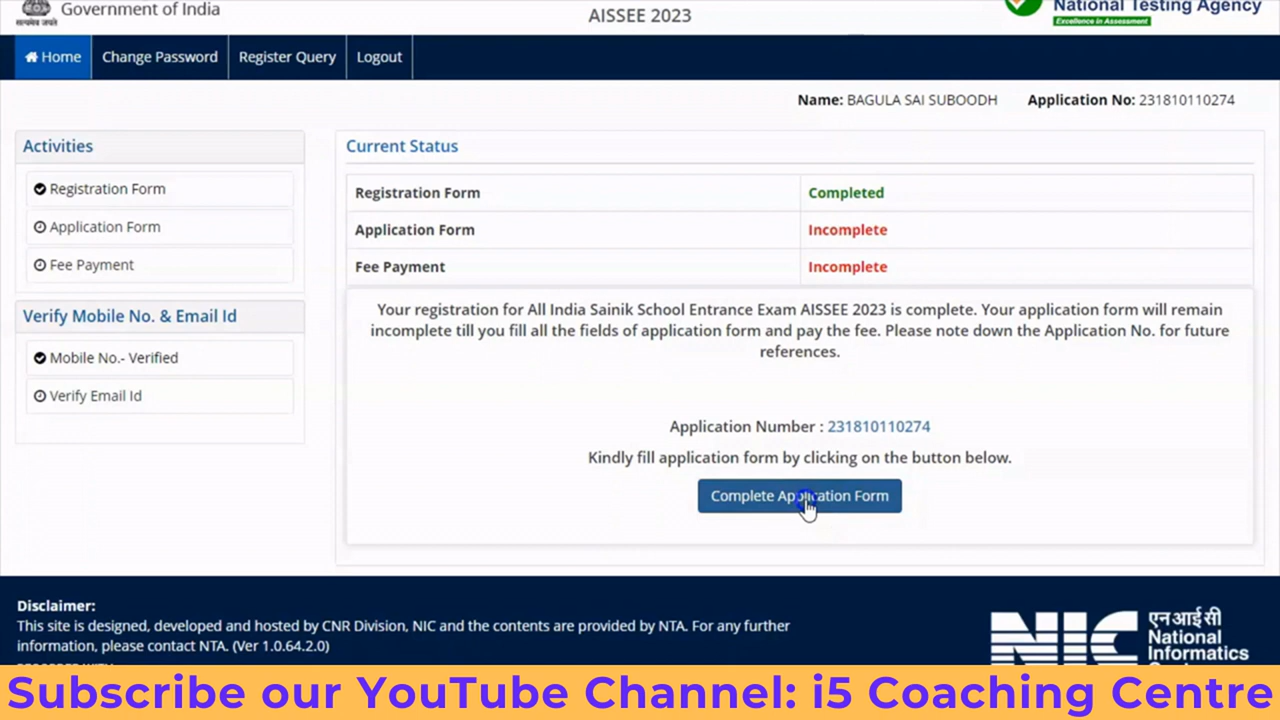 Government of India
सत्यमेव जयते
AISSEE 2023
National Testing Agency
Excellence in Assessment
Home Change Password Register Query Logout
Name: BAGULA SAI SUBOODH Application No: 231810110274
Activities
Registration Form
Application Form
Fee Payment
Verify Mobile No. & Email Id
Mobile No.- Verified
Verify Email Id
Current Status
Registration Form Completed
Application Form Incomplete
Fee Payment Incomplete
Your registration for All India Sainik School Entrance Exam AISSEE 2023 is complete. Your application form will remain
incomplete till you fill all the fields of application form and pay the fee. Please note down the Application No. for future
references.
Application Number : 231810110274
Kindly fill application form by clicking on the button below.
Complete Application Form
Disclaimer:
This site is designed, developed and hosted by CNR Division, NIC and the contents are provided by NTA. For any further
information, please contact NTA. (Ver 1.0.64.2.0)
NIC
एन आई सी
National
Informatics
Subscribe our YouTube Channel: i5 Coaching Centre